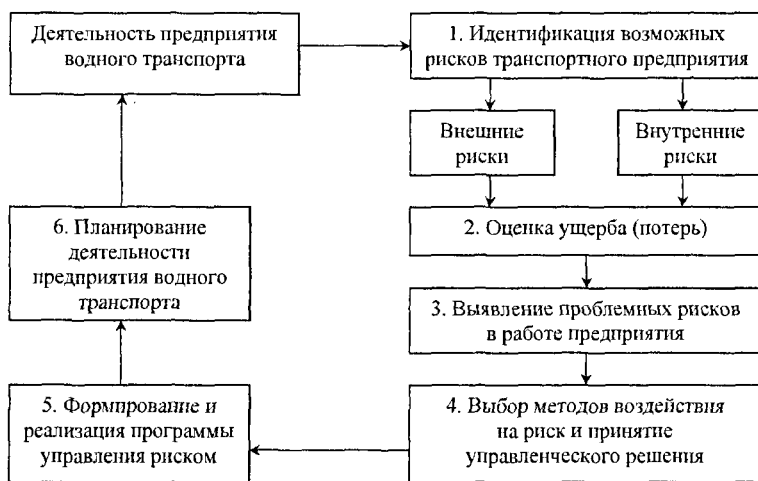 Деятельность предприятия
водного транспорта
1. Идентификация возможных
рисков транспортного предприятия
Внешние
риски
Внутренние
риски
2. Оценка ущерба (потерь)
3. Выявление проблемных рисков
в работе предприятия
4. Выбор методов воздействия
на риск и принятие
управленческого решения
5. Формирование и
реализация программы
управления риском
6. Планирование
деятельности
предприятия водного
транспорта